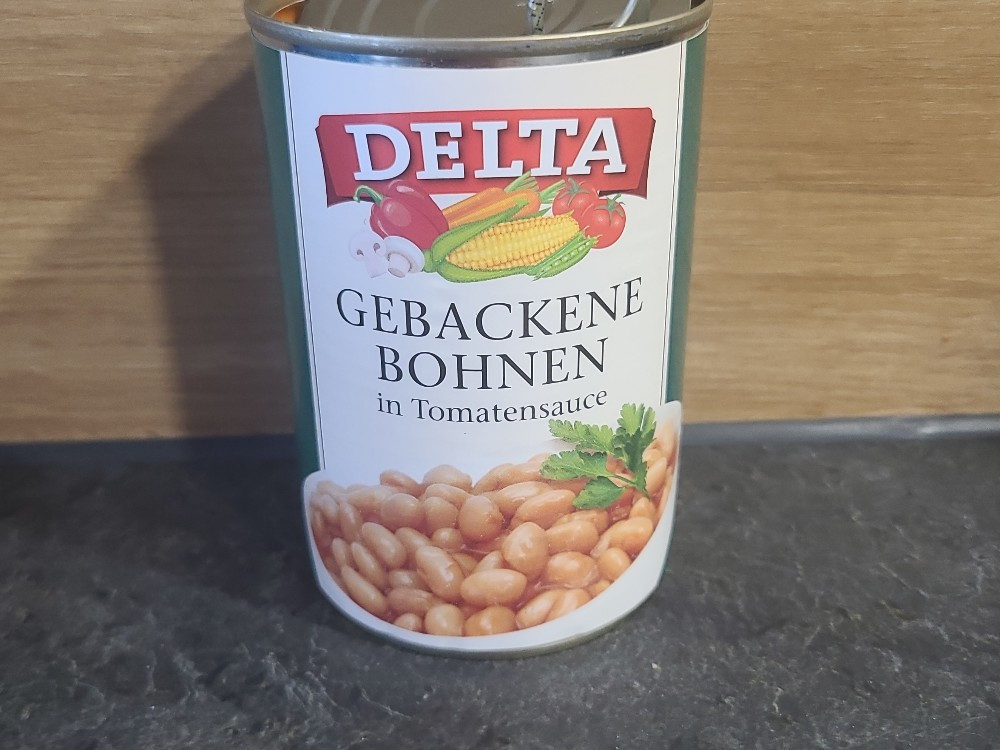 DELTA
GEBACKENE
BOHNEN
in Tomatensauce